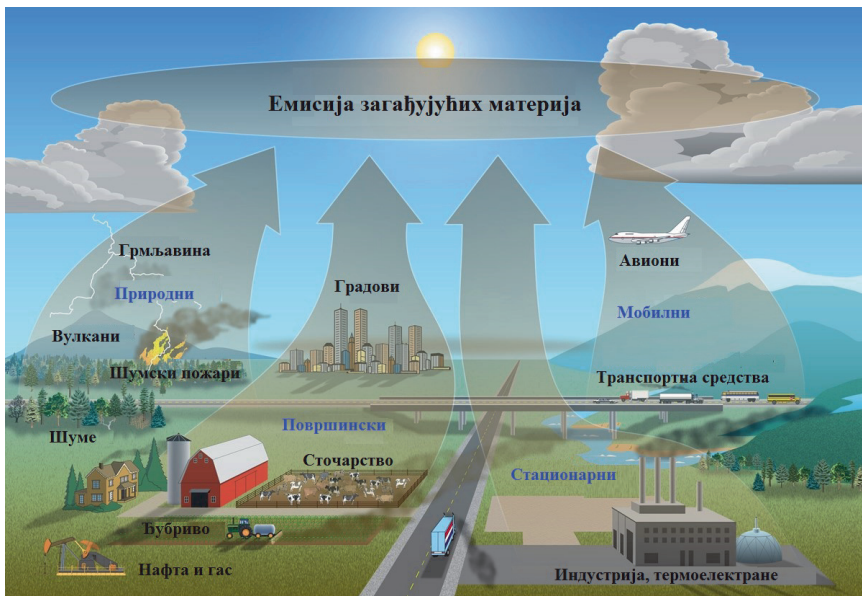 Емисија загађујућих материја
Грмљавина
Природни
Вулкани
Шумски пожари
Шуме
Градови
Површински
Сточарство
Ђубриво
Нафта и гас
Авиони
Мобилни
Транспортна средства
Стационарни
Индустрија, термоелектране